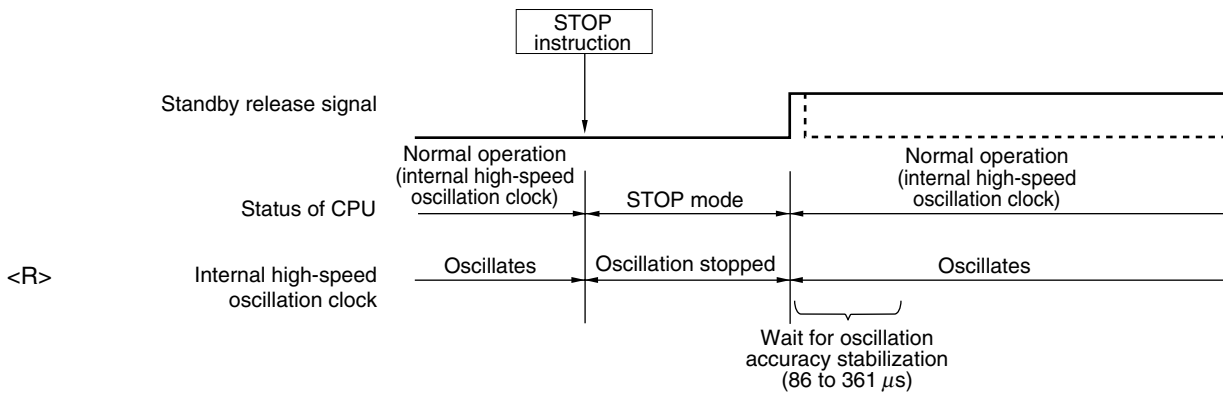 STOP
instruction
Standby release signal
Normal operation
(internal high-speed
oscillation clock)
Normal operation
(internal high-speed
oscillation clock)
Status of CPU
STOP mode
<R>
Internal high-speed
oscillation clock
Oscillates
Oscillation stopped
Oscillates
Wait for oscillation
accuracy stabilization
(86 to 361 μs)